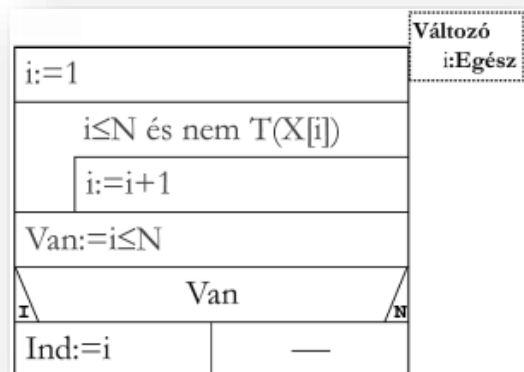 Változó
i:Egész
i:=1
i≤N és nem T(X[i])
i:=i+1
Van:=i≤N
Van
I
N
Ind:=i
—